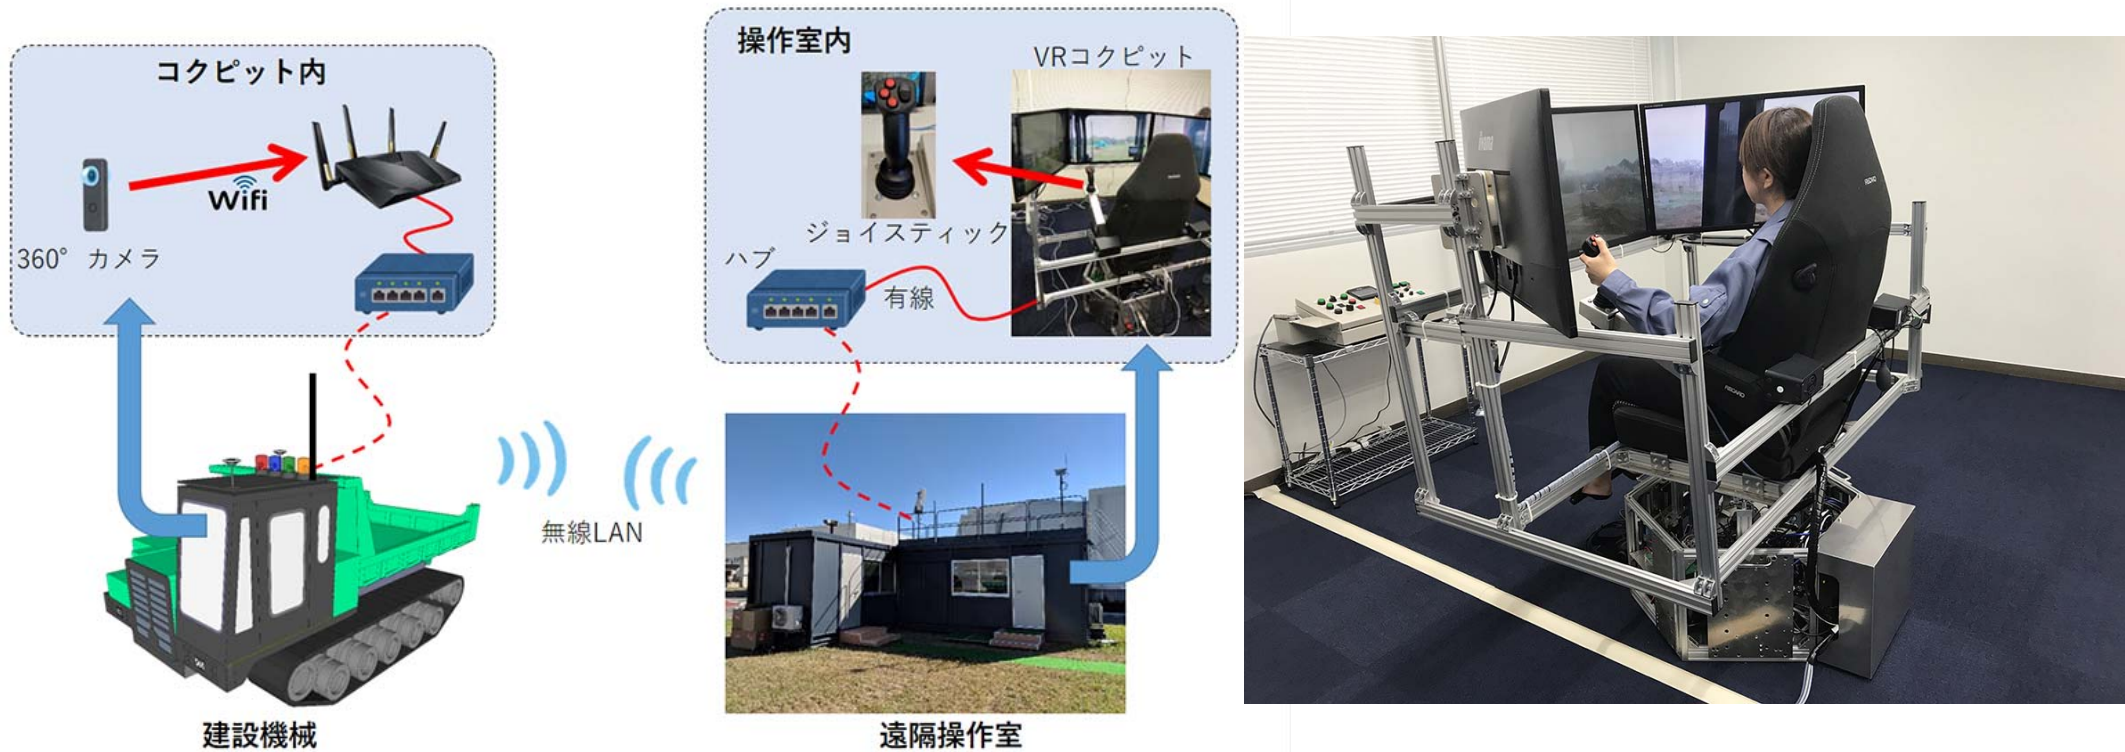 コクピット内
Wifi
360° カメラ
建設機械
無線LAN
操作室内
VRコクピット
ジョイスティック
ハブ
有線
遠隔操作室
iiyama